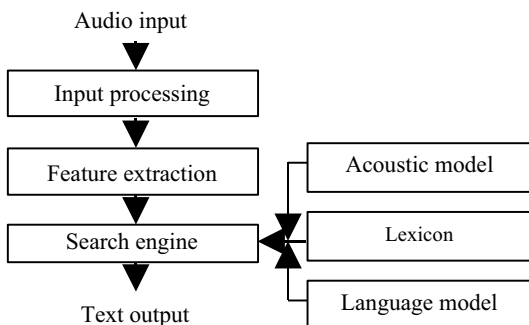 Audio input
Input processing
Feature extraction
Search engine
Text output
Acoustic model
Lexicon
Language model